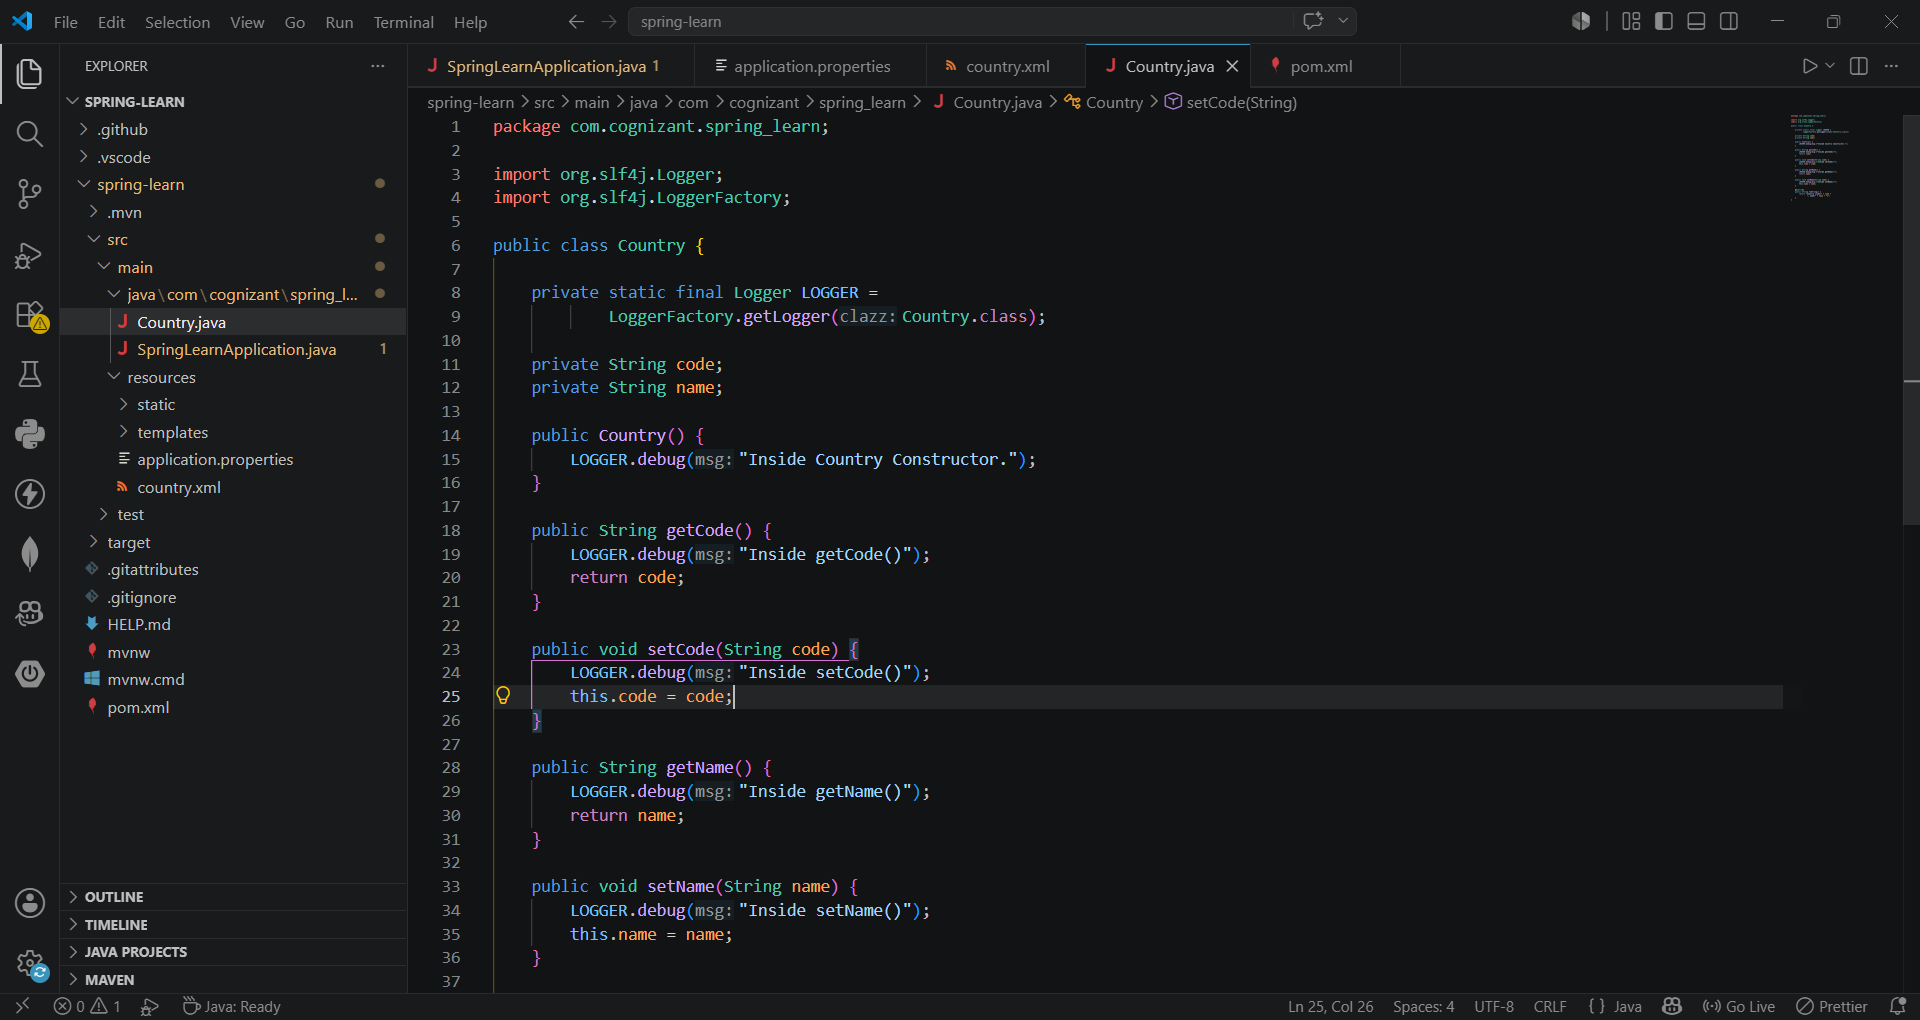 File Edit Selection View Go Run Terminal Help
spring-learn
EXPLORER
SPRING-LEARN
.github
.vscode
spring-learn
.mvn
src
main
java\com\cognizant\spring_l...
Country.java
SpringLearnApplication.java 1
resources
static
templates
application.properties
country.xml
test
target
.gitattributes
.gitignore
HELP.md
mvnw
mvnw.cmd
pom.xml
OUTLINE
TIMELINE
JAVA PROJECTS
MAVEN
SpringLearnApplication.java 1 application.properties country.xml Country.java pom.xml
spring-learn > src > main > java > com > cognizant > spring_learn > Country.java > Country > setCode(String)
1 package com.cognizant.spring_learn;
2
3 import org.slf4j.Logger;
4 import org.slf4j.LoggerFactory;
5
6 public class Country {
7
8 private static final Logger LOGGER =
9 LoggerFactory.getLogger(clazz: Country.class);
10
11 private String code;
12 private String name;
13
14 public Country() {
15 LOGGER.debug(msg: "Inside Country Constructor.");
16 }
17
18 public String getCode() {
19 LOGGER.debug(msg: "Inside getCode()");
20 return code;
21 }
22
23 public void setCode(String code) {
24 LOGGER.debug(msg: "Inside setCode()");
25 this.code = code;
26 }
27
28 public String getName() {
29 LOGGER.debug(msg: "Inside getName()");
30 return name;
31 }
32
33 public void setName(String name) {
34 LOGGER.debug(msg: "Inside setName()");
35 this.name = name;
36 }
37
0 1 Java: Ready Ln 25, Col 26 Spaces: 4 UTF-8 CRLF {} Java Go Live Prettier